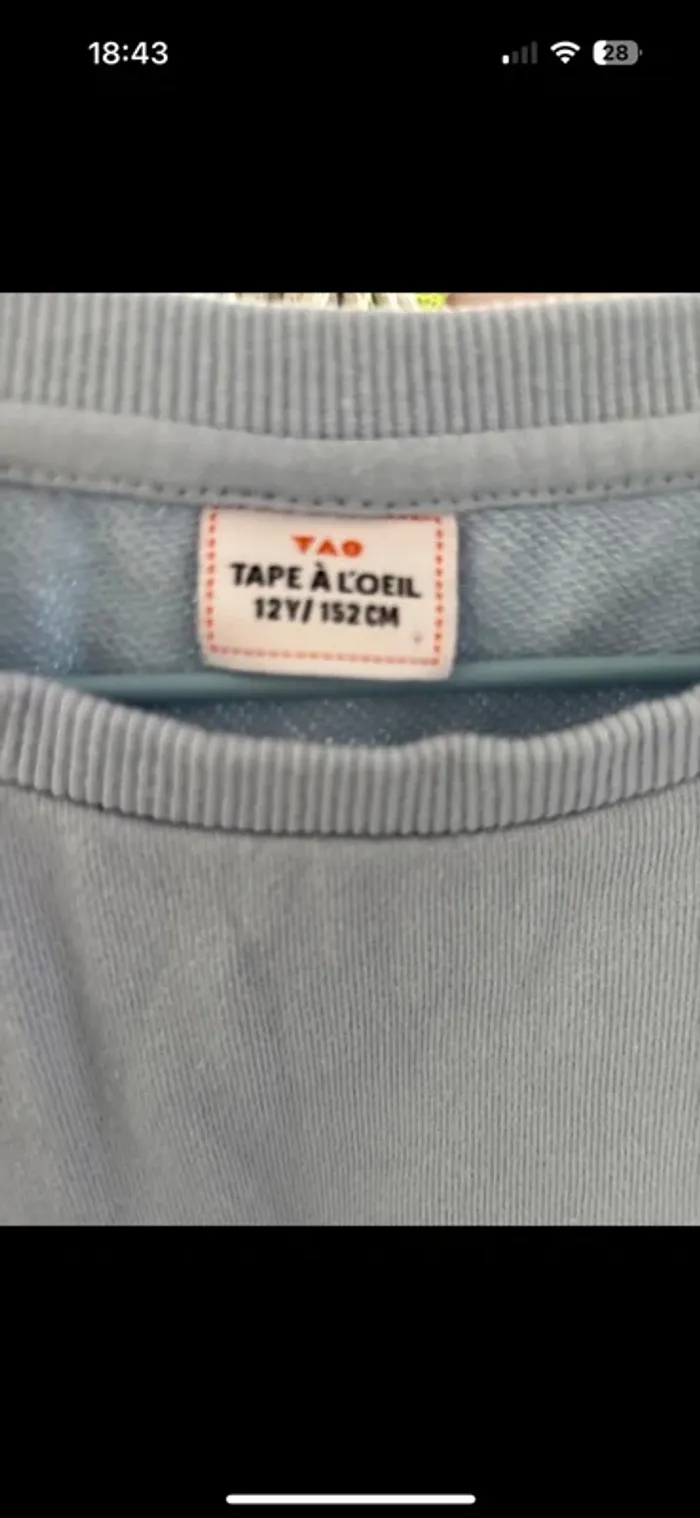 18:43
28
TAO
TAPE À L'OEIL
12Y/ 152 CM